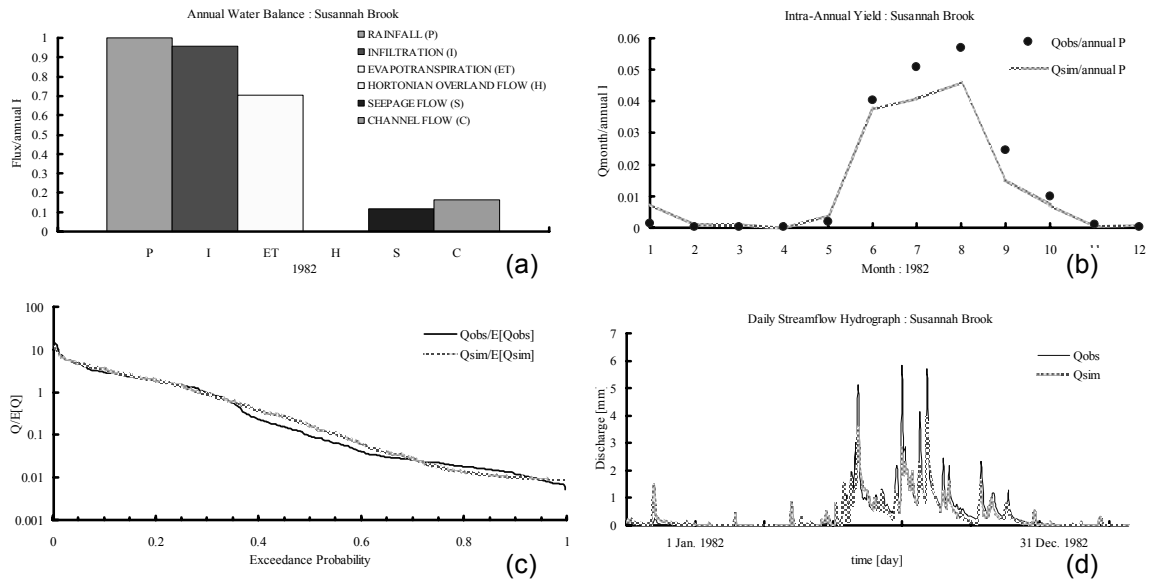 Annual Water Balance : Susannah Brook
Flux/annual I
1
0.9
0.8
0.7
0.6
0.5
0.4
0.3
0.2
0.1
0
RAINFALL (P)
INFILTRATION (I)
EVAPOTRANSPIRATION (ET)
HORTONIAN OVERLAND FLOW (H)
SEEPAGE FLOW (S)
CHANNEL FLOW (C)
P I ET H S C
1982
(a)
Intra-Annual Yield : Susannah Brook
Qmonth/annual I
0.06
0.05
0.04
0.03
0.02
0.01
0
Qobs/annual P
Qsim/annual P
1 2 3 4 5 6 7 8 9 10 11 12
Month : 1982
(b)
Q/E[Q]
100
10
1
0.1
0.01
0.001
Qobs/E[Qobs]
Qsim/E[Qsim]
0 0.2 0.4 0.6 0.8 1
Exceedance Probability
(c)
Daily Streamflow Hydrograph : Susannah Brook
Discharge [mm]
7
6
5
4
3
2
1
0
Qobs
Qsim
1 Jan. 1982 31 Dec. 1982
time [day]
(d)